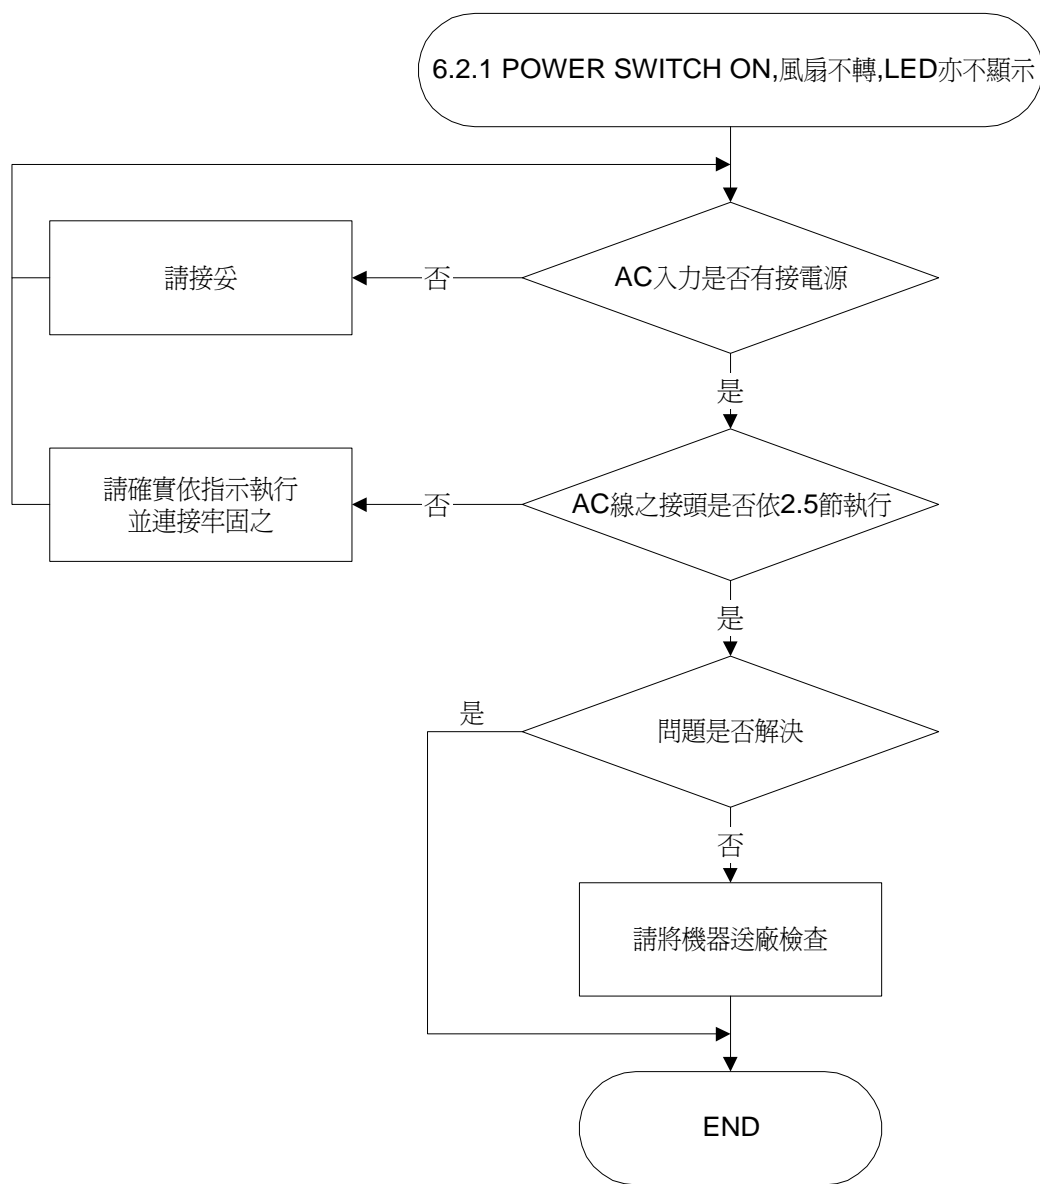 6.2.1 POWER SWITCH ON,風扇不轉,LED亦不顯示
請接妥
否
AC入力是否有接電源
是
請確實依指示執行
並連接牢固之
否
AC線之接頭是否依2.5節執行
是
是
問題是否解決
否
請將機器送廠檢查
END